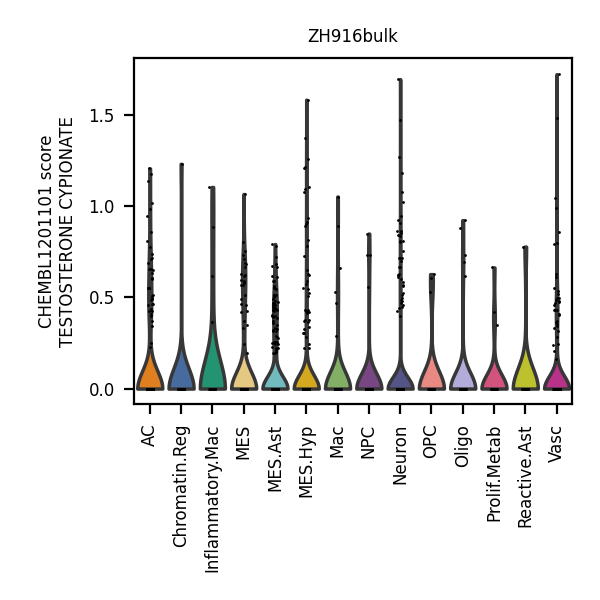 ZH916bulk
CHEMBL1201101 score
TESTOSTERONE CYPIONATE
1.5
1.0
0.5
0.0
AC
Chromatin.Reg
Inflammatory.Mac
MES
MES.Ast
MES.Hyp
Mac
NPC
Neuron
OPC
Oligo
Prolif.Metab
Reactive.Ast
Vasc